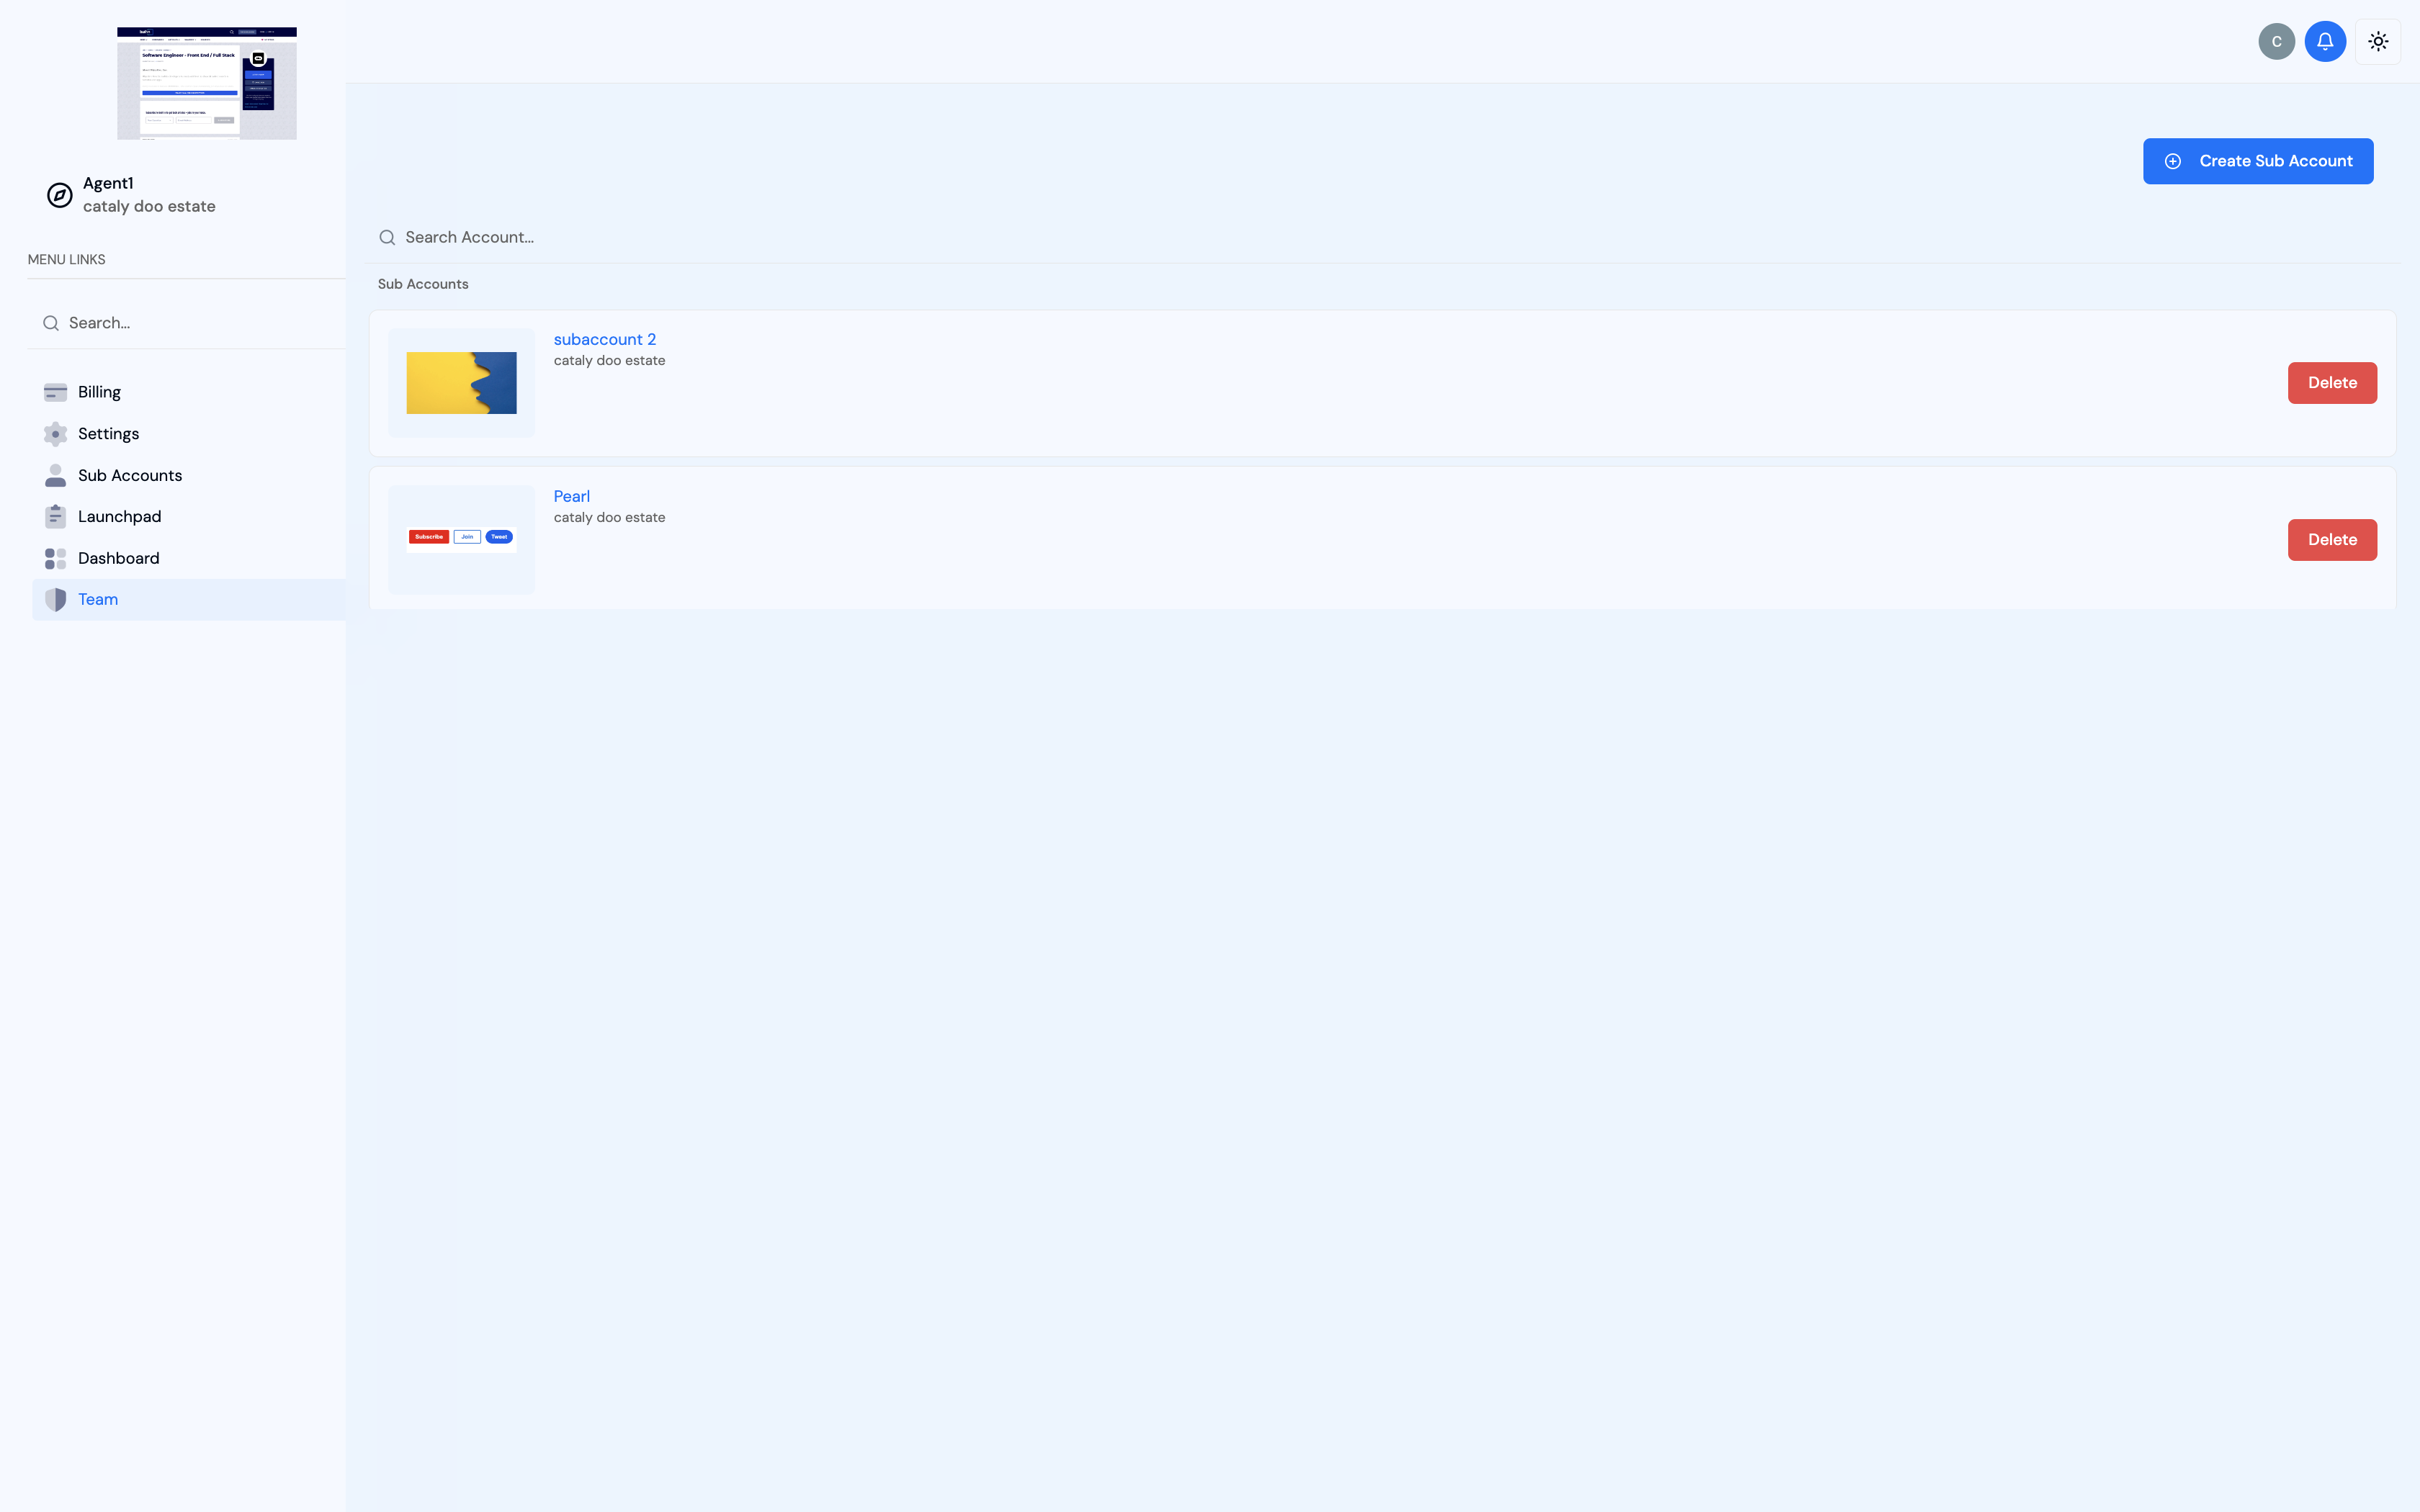 Software Engineer - Front End / Full Stack
C
Create Sub Account
Agent1
cataly doo estate
MENU LINKS
Search...
Billing
Settings
Sub Accounts
Launchpad
Dashboard
Team
Search Account...
Sub Accounts
subaccount 2
cataly doo estate
Delete
Pearl
cataly doo estate
Subscribe
Join
Tweet
Delete